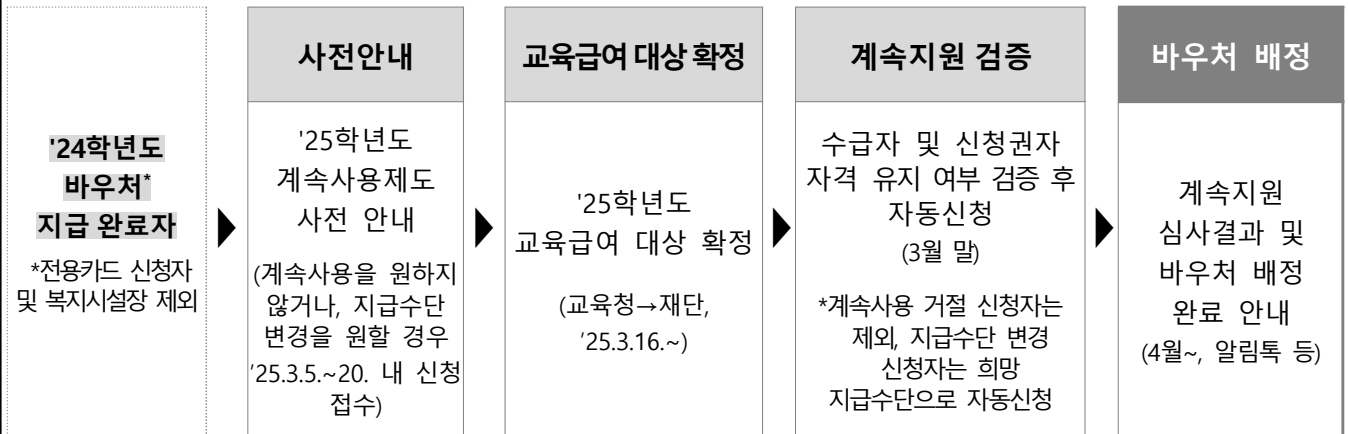 '24학년도
바우처*
지급 완료자
*전용카드 신청자
및 복지시설장 제외
사전안내
'25학년도
계속사용제도
사전 안내
(계속사용을 원하지
않거나, 지급수단
변경을 원할 경우
'25.3.5.~20. 내 신청
접수)
교육급여 대상 확정
'25학년도
교육급여 대상 확정
(교육청→재단,
'25.3.16.~)
계속지원 검증
수급자 및 신청권자
자격 유지 여부 검증 후
자동신청
(3월 말)
*계속사용 거절 신청자는
제외, 지급수단 변경
신청자는 희망
지급수단으로 자동신청
바우처 배정
계속지원
심사결과 및
바우처 배정
완료 안내
(4월~, 알림톡 등)